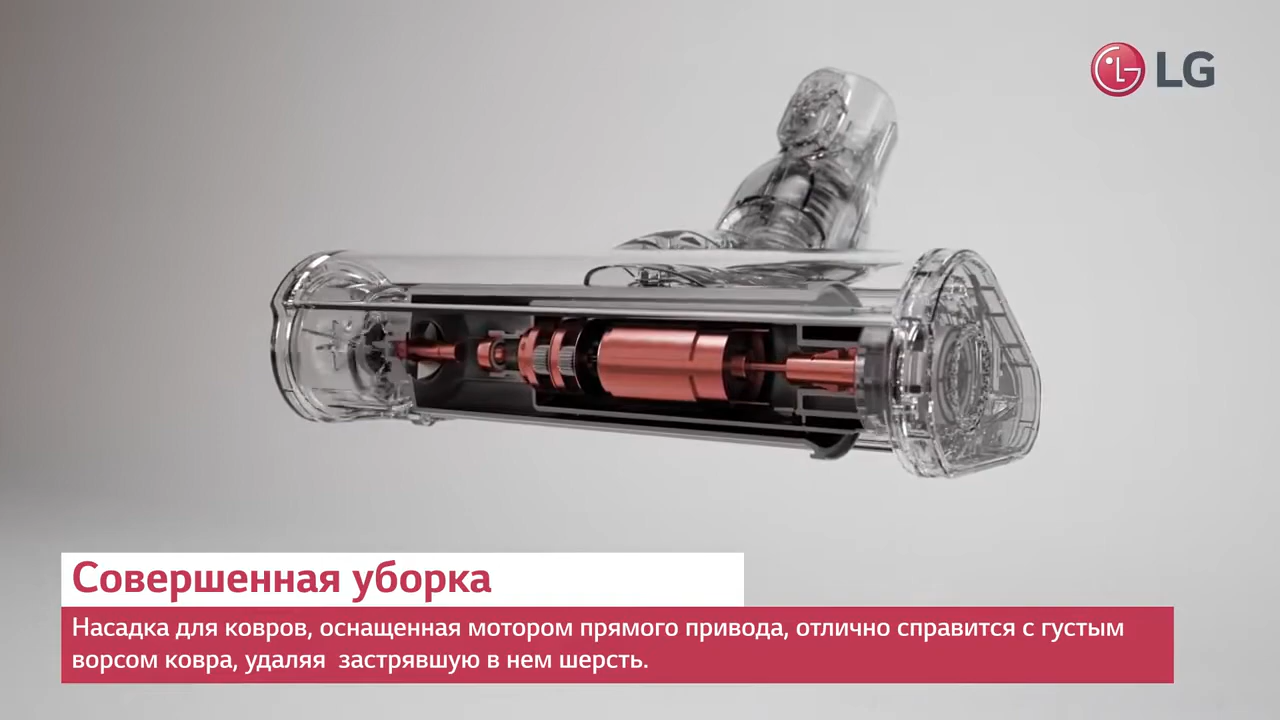 LG
Совершенная уборка
Насадка для ковров, оснащенная мотором прямого привода, отлично справится с густым
ворсом ковра, удаляя  застрявшую в нем шерсть.